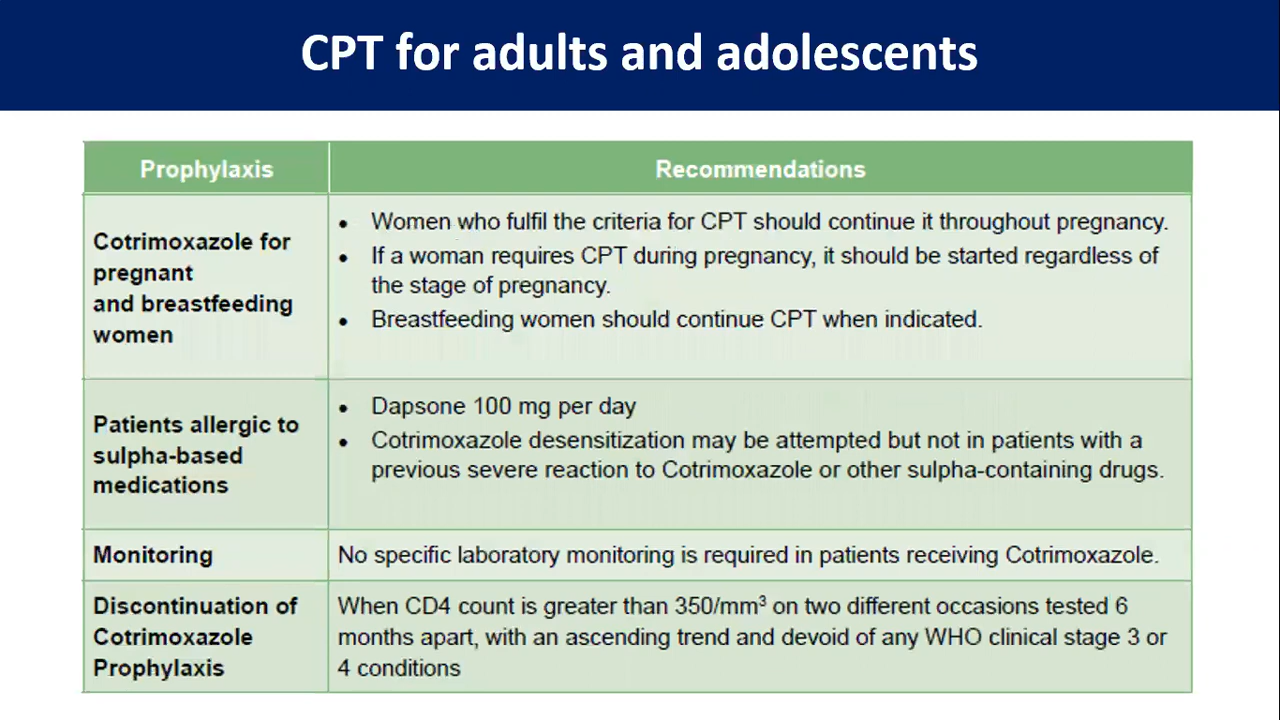 CPT for adults and adolescents
Prophylaxis
Recommendations
Cotrimoxazole for
pregnant
and breastfeeding
women
• Women who fulfil the criteria for CPT should continue it throughout pregnancy.
• If a woman requires CPT during pregnancy, it should be started regardless of
the stage of pregnancy.
• Breastfeeding women should continue CPT when indicated.
Patients allergic to
sulpha-based
medications
• Dapsone 100 mg per day
• Cotrimoxazole desensitization may be attempted but not in patients with a
previous severe reaction to Cotrimoxazole or other sulpha-containing drugs.
Monitoring
No specific laboratory monitoring is required in patients receiving Cotrimoxazole.
Discontinuation of
Cotrimoxazole
Prophylaxis
When CD4 count is greater than 350/mm³ on two different occasions tested 6
months apart, with an ascending trend and devoid of any WHO clinical stage 3 or
4 conditions